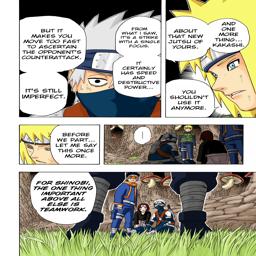 BUT IT
MAKES YOU
MOVE TOO FAST
TO ASCERTAIN
THE OPPONENT'S
COUNTERATTACK.
IT'S STILL
IMPERFECT.
FROM
WHAT I SAW,
IT'S A STRIKE
WITH A SINGLE
FOCUS.
IT
CERTAINLY
HAS SPEED
AND
DESTRUCTIVE
POWER...
ABOUT
THAT NEW
JUTSU OF
YOURS.
AND
ONE
MORE
THING...
KAKASHI.
YOU
SHOULDN'T
USE IT
ANYMORE.
BEFORE
WE PART...
LET ME SAY
THIS ONCE
MORE.
!
FOR SHINOBI,
THE ONE THING
IMPORTANT
ABOVE ALL
ELSE IS
TEAMWORK.